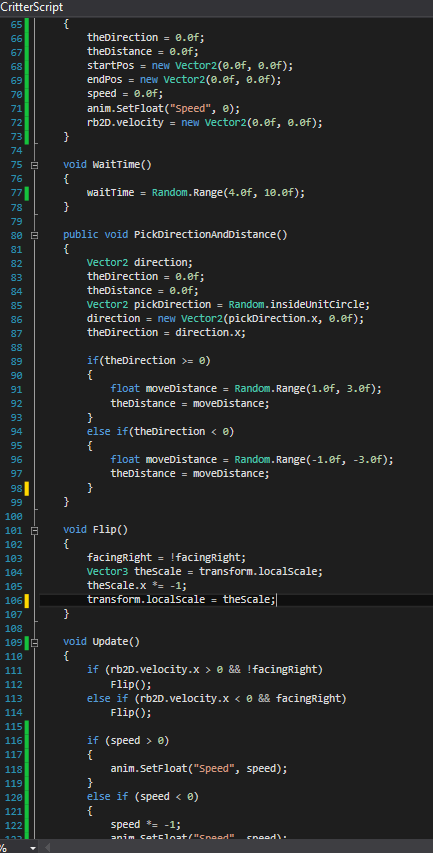 CritterScript
65 {
66 theDirection = 0.0f;
67 theDistance = 0.0f;
68 startPos = new Vector2(0.0f, 0.0f);
69 endPos = new Vector2(0.0f, 0.0f);
70 speed = 0.0f;
71 anim.SetFloat("Speed", 0);
72 rb2D.velocity = new Vector2(0.0f, 0.0f);
73 }
74
75 void WaitTime()
76 {
77 waitTime = Random.Range(4.0f, 10.0f);
78 }
79
80 public void PickDirectionAndDistance()
81 {
82 Vector2 direction;
83 theDirection = 0.0f;
84 theDistance = 0.0f;
85 Vector2 pickDirection = Random.insideUnitCircle;
86 direction = new Vector2(pickDirection.x, 0.0f);
87 theDirection = direction.x;
88
89 if(theDirection >= 0)
90 {
91 float moveDistance = Random.Range(1.0f, 3.0f);
92 theDistance = moveDistance;
93 }
94 else if(theDirection < 0)
95 {
96 float moveDistance = Random.Range(-1.0f, -3.0f);
97 theDistance = moveDistance;
98 }
99 }
100
101 void Flip()
102 {
103 facingRight = !facingRight;
104 Vector3 theScale = transform.localScale;
105 theScale.x *= -1;
106 transform.localScale = theScale;
107 }
108
109 void Update()
110 {
111 if (rb2D.velocity.x > 0 && !facingRight)
112 Flip();
113 else if (rb2D.velocity.x < 0 && facingRight)
114 Flip();
115
116 if (speed > 0)
117 {
118 anim.SetFloat("Speed", speed);
119 }
120 else if (speed < 0)
121 {
122 speed *= -1;
anim.SetFloat("Speed", speed);
%